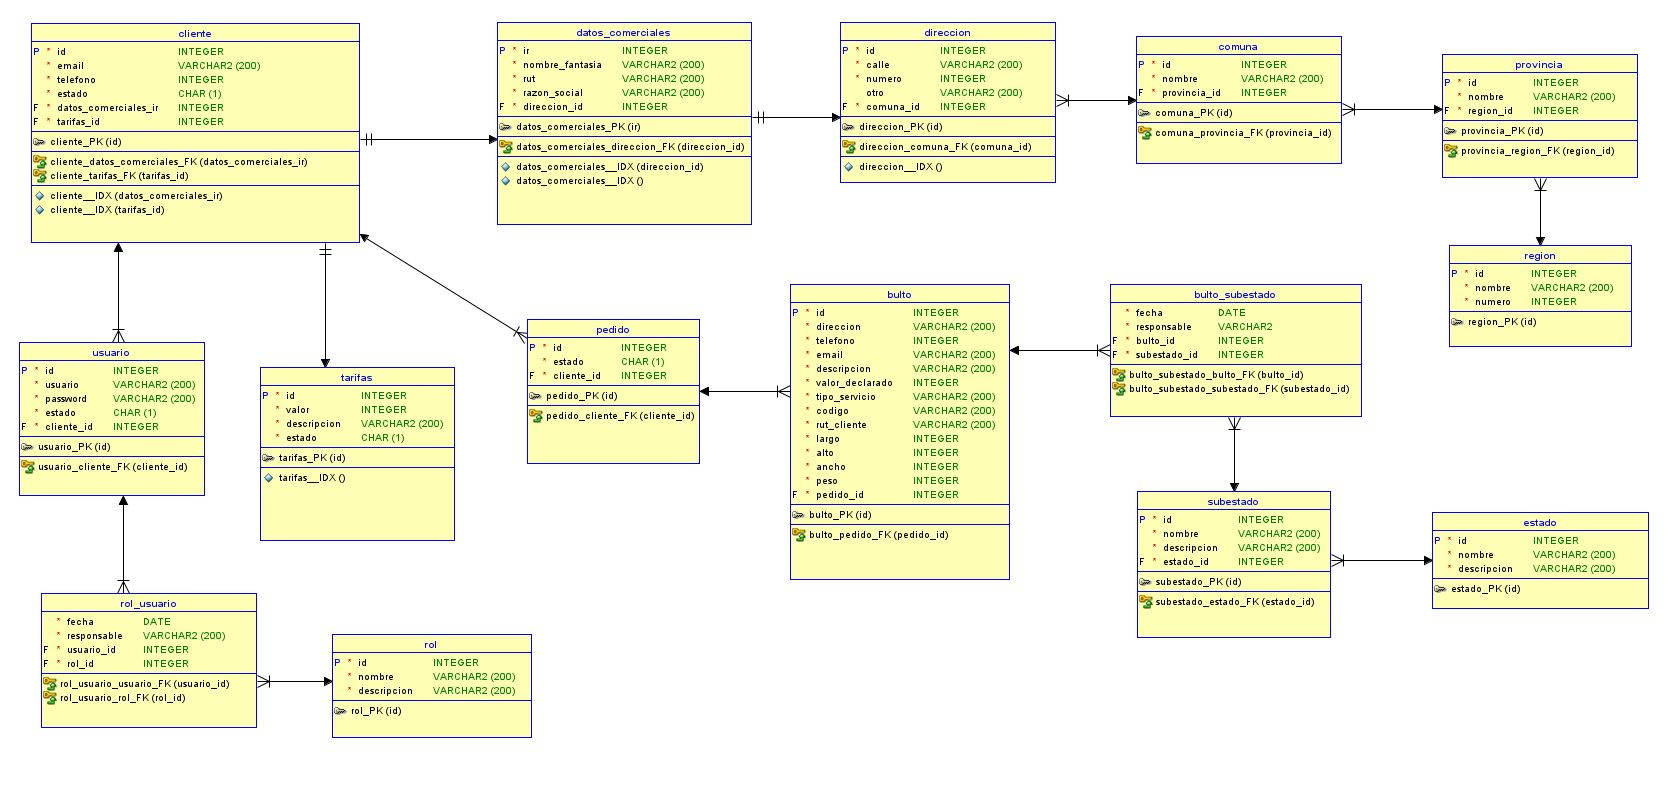 cliente
P * id INTEGER
* email VARCHAR2 (200)
* telefono INTEGER
* estado CHAR (1)
F * datos_comerciales_ir INTEGER
F * tarifas_id INTEGER
cliente_PK (id)
cliente_datos_comerciales_FK (datos_comerciales_ir)
cliente_tarifas_FK (tarifas_id)
cliente__IDX (datos_comerciales_ir)
cliente__IDX (tarifas_id)
datos_comerciales
P * ir INTEGER
* nombre_fantasia VARCHAR2 (200)
* rut VARCHAR2 (200)
* razon_social VARCHAR2 (200)
F * direccion_id INTEGER
datos_comerciales_PK (ir)
datos_comerciales_direccion_FK (direccion_id)
datos_comerciales__IDX (direccion_id)
datos_comerciales__IDX ()
direccion
P * id INTEGER
* calle VARCHAR2 (200)
* numero INTEGER
otro VARCHAR2 (200)
F * comuna_id INTEGER
direccion_PK (id)
direccion_comuna_FK (comuna_id)
direccion__IDX ()
comuna
P * id INTEGER
* nombre VARCHAR2 (200)
F * provincia_id INTEGER
comuna_PK (id)
comuna_provincia_FK (provincia_id)
provincia
P * id INTEGER
* nombre VARCHAR2 (200)
F * region_id INTEGER
provincia_PK (id)
provincia_region_FK (region_id)
region
P * id INTEGER
* nombre VARCHAR2 (200)
* numero INTEGER
region_PK (id)
usuario
P * id INTEGER
* usuario VARCHAR2 (200)
* password VARCHAR2 (200)
* estado CHAR (1)
F * cliente_id INTEGER
usuario_PK (id)
usuario_cliente_FK (cliente_id)
tarifas
P * id INTEGER
* valor INTEGER
* descripcion VARCHAR2 (200)
* estado CHAR (1)
tarifas_PK (id)
tarifas__IDX ()
pedido
P * id INTEGER
* estado CHAR (1)
F * cliente_id INTEGER
pedido_PK (id)
pedido_cliente_FK (cliente_id)
bulto
P * id INTEGER
* direccion VARCHAR2 (200)
* telefono INTEGER
* email VARCHAR2 (200)
* descripcion VARCHAR2 (200)
* valor_declarado INTEGER
* tipo_servicio VARCHAR2 (200)
* codigo VARCHAR2 (200)
* rut_cliente VARCHAR2 (200)
* largo INTEGER
* alto INTEGER
* ancho INTEGER
* peso INTEGER
F * pedido_id INTEGER
bulto_PK (id)
bulto_pedido_FK (pedido_id)
bulto_subestado
* fecha DATE
* responsable VARCHAR2
F * bulto_id INTEGER
F * subestado_id INTEGER
bulto_subestado_bulto_FK (bulto_id)
bulto_subestado_subestado_FK (subestado_id)
subestado
P * id INTEGER
* nombre VARCHAR2 (200)
* descripcion VARCHAR2 (200)
F * estado_id INTEGER
subestado_PK (id)
subestado_estado_FK (estado_id)
estado
P * id INTEGER
* nombre VARCHAR2 (200)
* descripcion VARCHAR2 (200)
estado_PK (id)
rol_usuario
* fecha DATE
* responsable VARCHAR2 (200)
F * usuario_id INTEGER
F * rol_id INTEGER
rol_usuario_usuario_FK (usuario_id)
rol_usuario_rol_FK (rol_id)
rol
P * id INTEGER
* nombre VARCHAR2 (200)
* descripcion VARCHAR2 (200)
rol_PK (id)